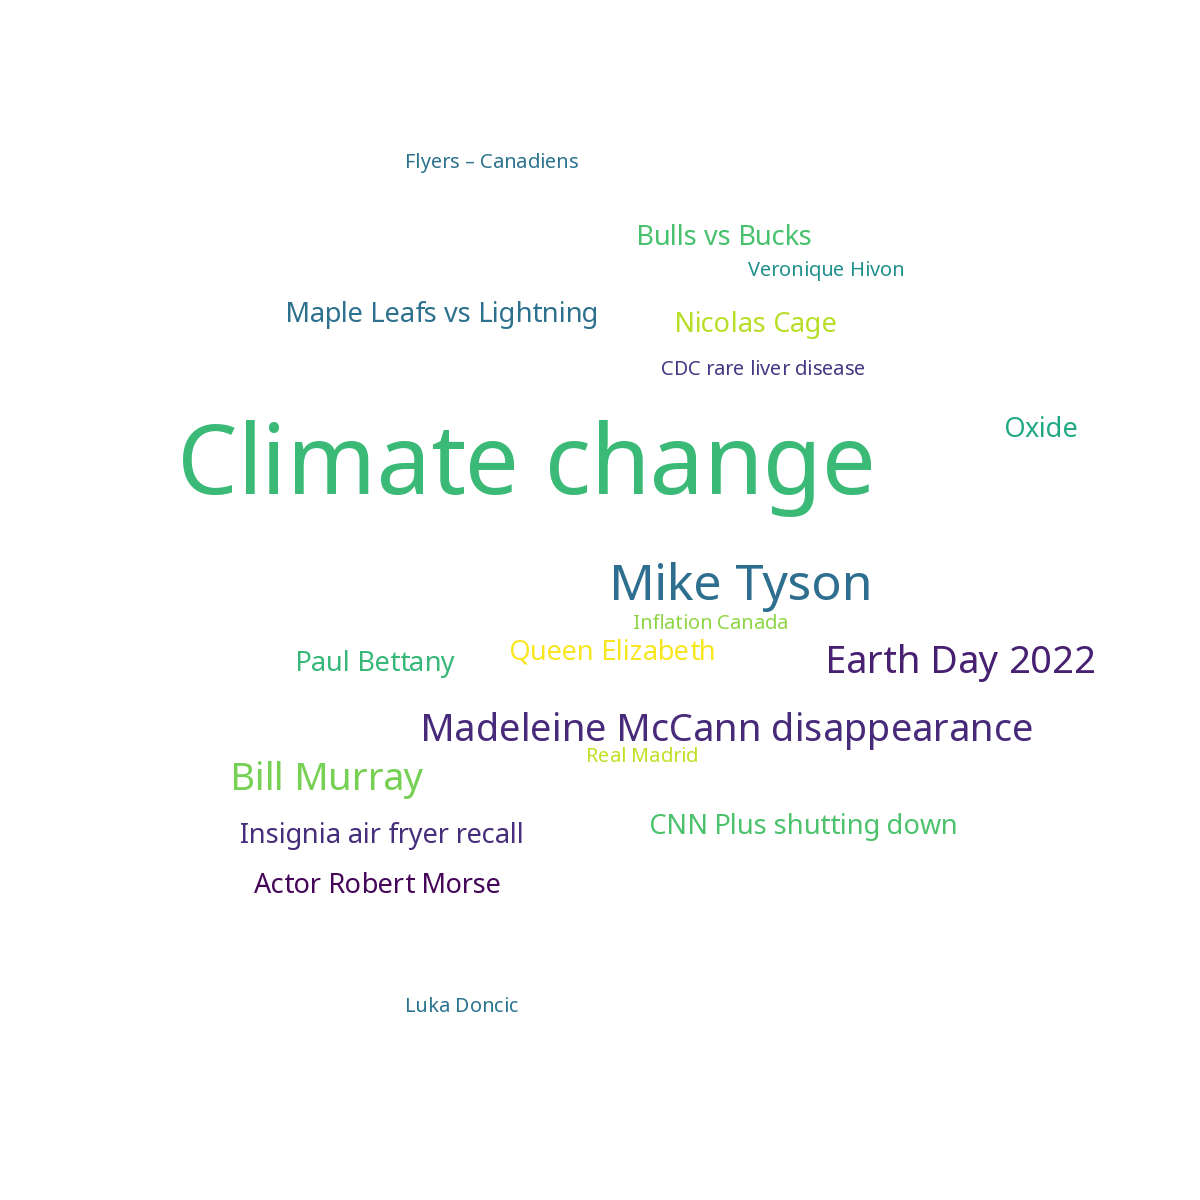 Flyers – Canadiens
Bulls vs Bucks
Veronique Hivon
Maple Leafs vs Lightning
Nicolas Cage
CDC rare liver disease
Oxide
Climate change
Mike Tyson
Inflation Canada
Queen Elizabeth
Paul Bettany
Earth Day 2022
Madeleine McCann disappearance
Real Madrid
Bill Murray
CNN Plus shutting down
Insignia air fryer recall
Actor Robert Morse
Luka Doncic